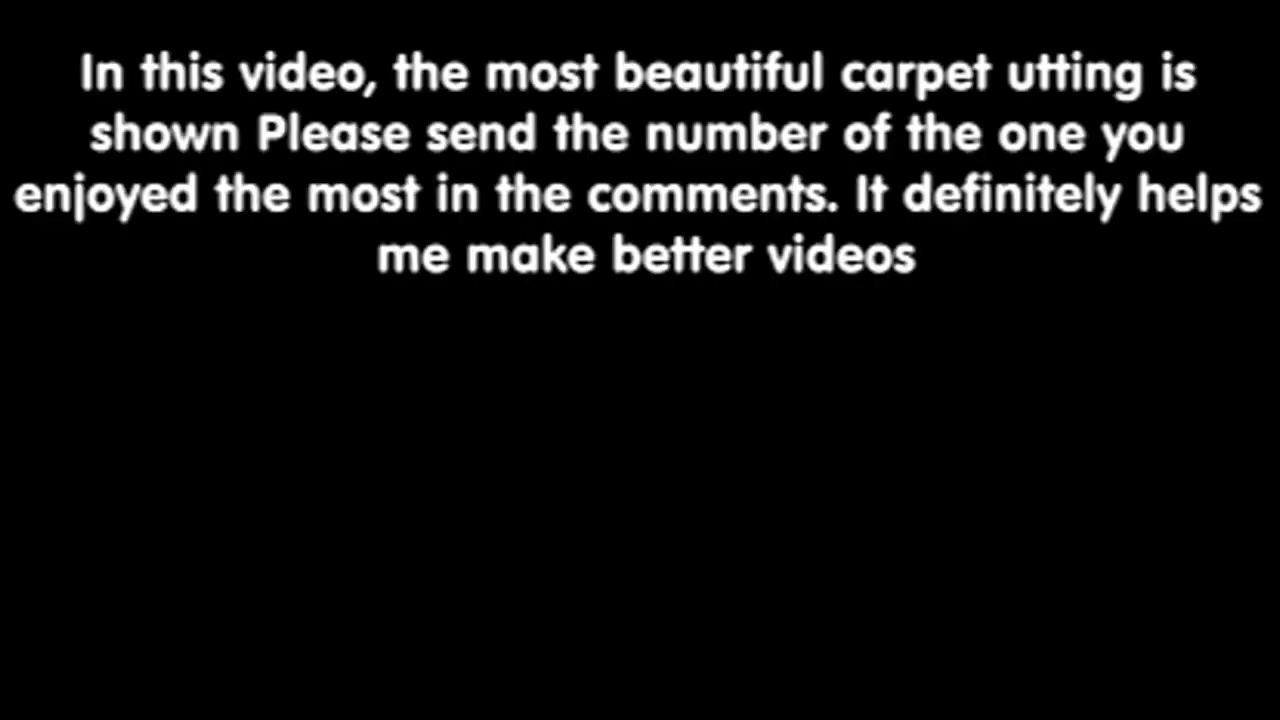 In this video, the most beautiful carpet utting is
shown Please send the number of the one you
enjoyed the most in the comments. It definitely helps
me make better videos